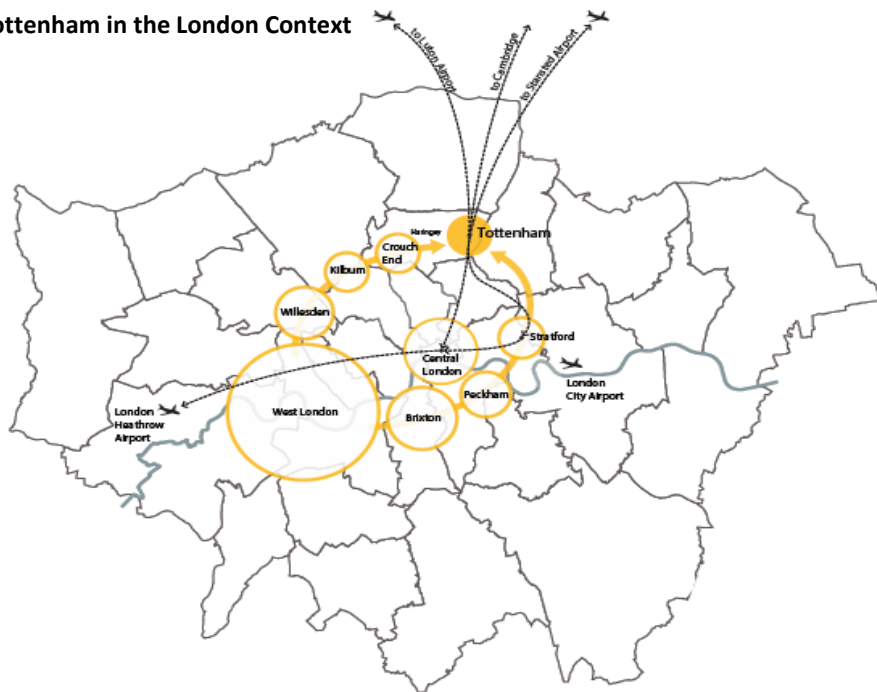 ottenham in the London Context
to Luton Airport
to Cambridge
to Stansted Airport
Haringey
Tottenham
Crouch
End
Kilburn
Willesden
Stratford
Central
London
London
City Airport
Peckham
West London
Brixton
London
Heathrow
Airport